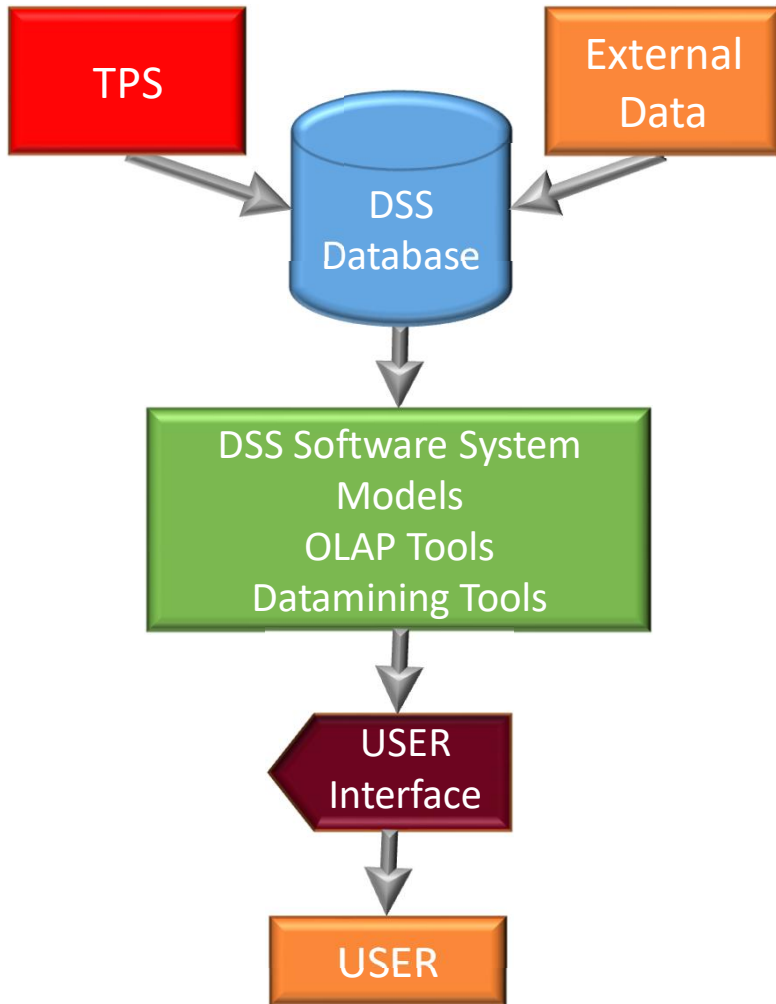 TPS
External
Data
DSS
Database
DSS Software System
Models
OLAP Tools
Datamining Tools
USER
Interface
USER